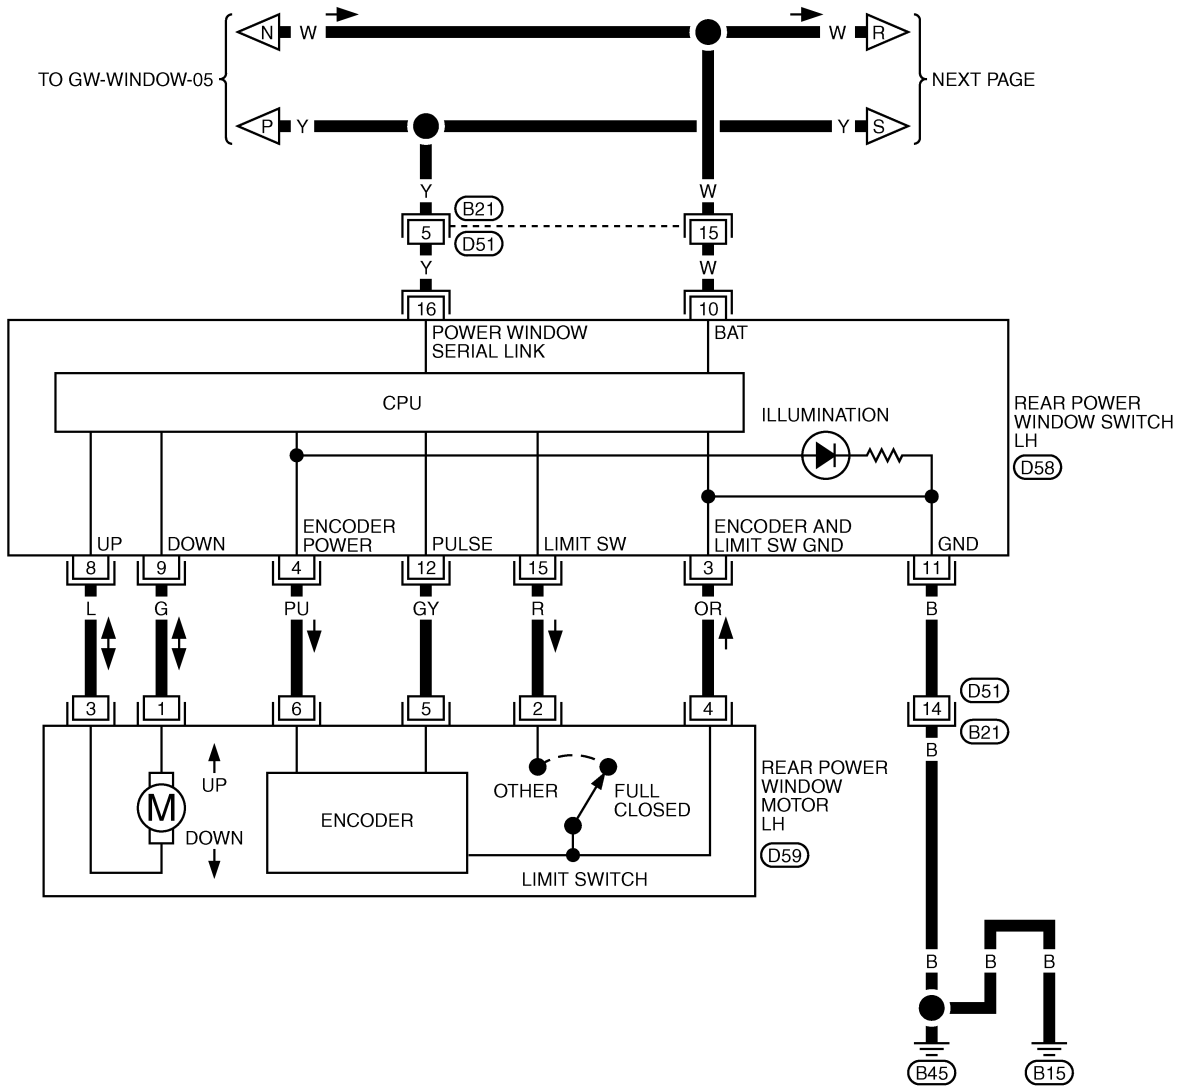 N W W R
TO GW-WINDOW-05 NEXT PAGE
P Y Y S
Y W
B21
5 15
D51
Y W
16 10
POWER WINDOW
SERIAL LINK
BAT
CPU
ILLUMINATION
REAR POWER
WINDOW SWITCH
LH
D58
UP DOWN
ENCODER
POWER
PULSE LIMIT SW
ENCODER AND
LIMIT SW GND
GND
8 9 4 12 15 3 11
L G PU GY R OR B
3 1 6 5 2 4 14
D51
B21
B
UP
M
DOWN
ENCODER
OTHER
FULL
CLOSED
LIMIT SWITCH
REAR POWER
WINDOW
MOTOR
LH
D59
B B B
B45 B15